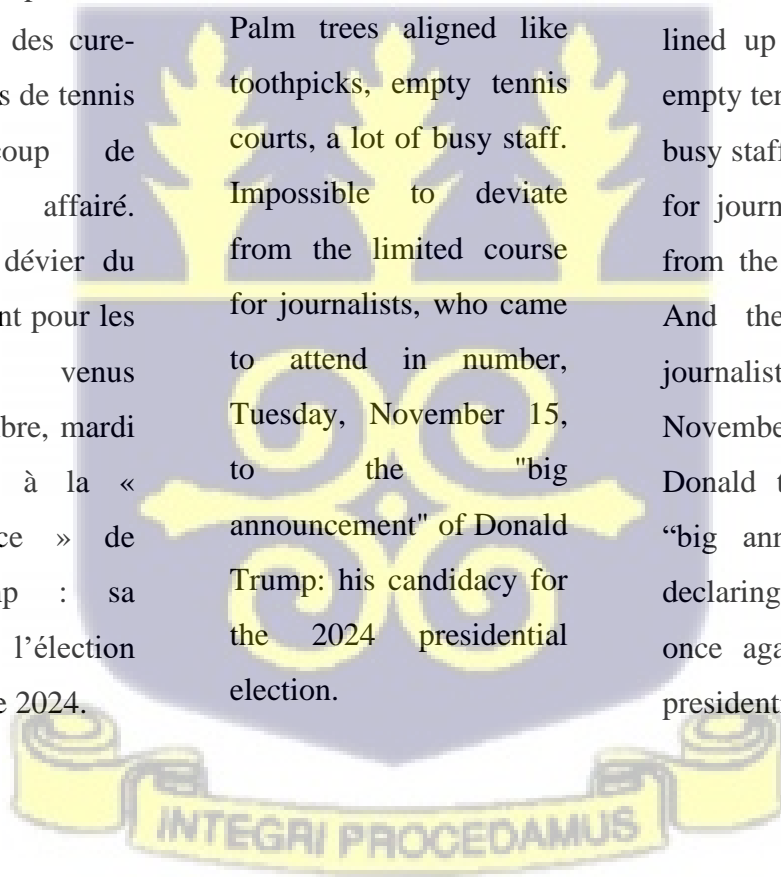 des cure-
s de tennis
oup de
affairé.
dévier du
nt pour les
venus
bre, mardi
à la «
ce » de
p : sa
l’élection
e 2024.
Palm trees aligned like
toothpicks, empty tennis
courts, a lot of busy staff.
Impossible to deviate
from the limited course
for journalists, who came
to attend in number,
Tuesday, November 15,
to the "big
announcement" of Donald
Trump: his candidacy for
the 2024 presidential
election.
lined up
empty ten
busy staff
for journ
from the
And the
journalist
Novembe
Donald t
“big ann
declaring
once aga
president
INTEGRI PROCEDAMUS